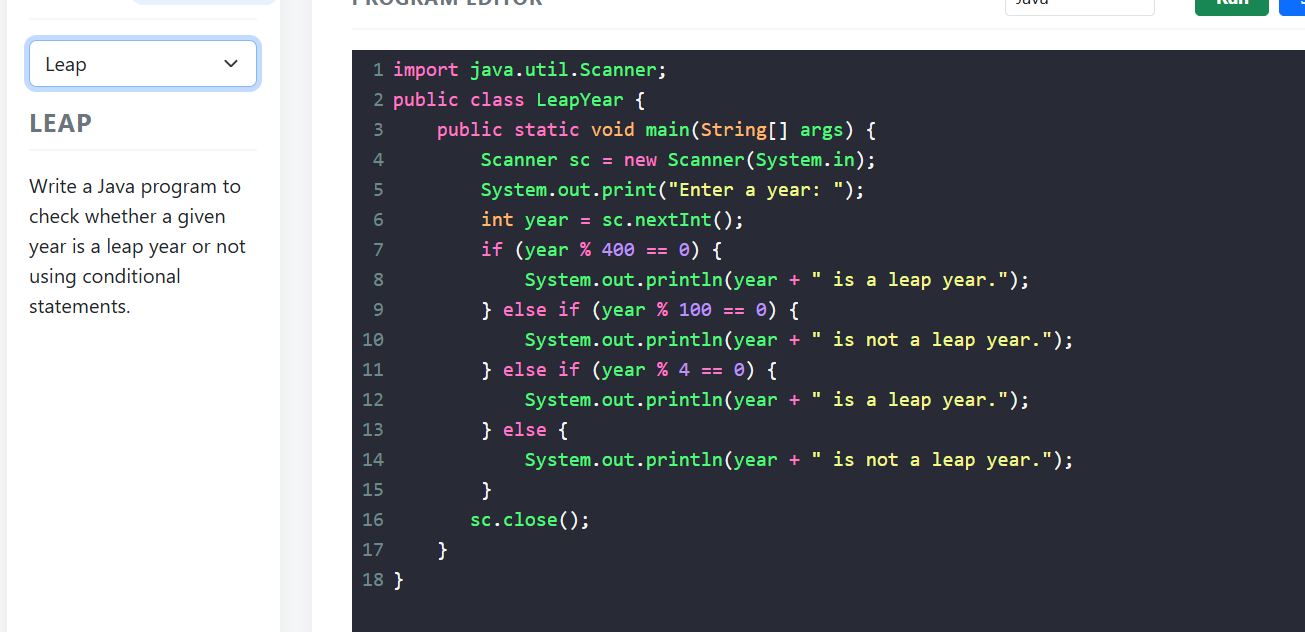 PROGRAM EDITOR
Java
Run
Leap
LEAP
Write a Java program to
check whether a given
year is a leap year or not
using conditional
statements.
1 import java.util.Scanner;
2 public class LeapYear {
3     public static void main(String[] args) {
4         Scanner sc = new Scanner(System.in);
5         System.out.print("Enter a year: ");
6         int year = sc.nextInt();
7         if (year % 400 == 0) {
8             System.out.println(year + " is a leap year.");
9         } else if (year % 100 == 0) {
10             System.out.println(year + " is not a leap year.");
11         } else if (year % 4 == 0) {
12             System.out.println(year + " is a leap year.");
13         } else {
14             System.out.println(year + " is not a leap year.");
15         }
16        sc.close();
17     }
18 }